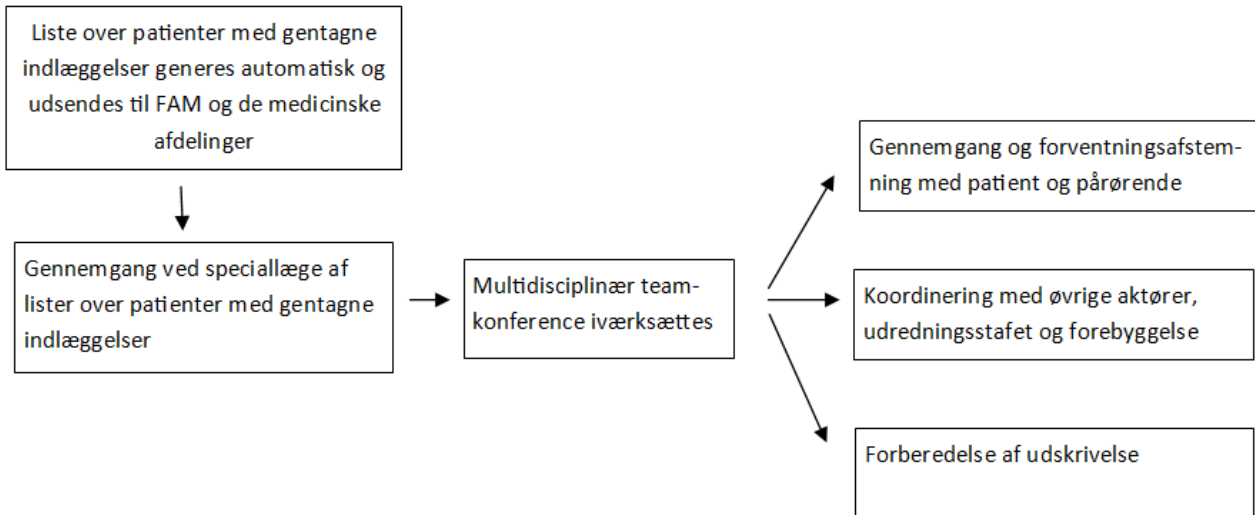 Liste over patienter med gentagne
indlæggelser generes automatisk og
udsendes til FAM og de medicinske
afdelinger
Gennemgang ved speciallæge af
lister over patienter med gentagne
indlæggelser
Multidisciplinær team-
konference iværksættes
Gennemgang og forventningsafstem-
ning med patient og pårørende
Koordinering med øvrige aktører,
udredningsstafet og forebyggelse
Forberedelse af udskrivelse